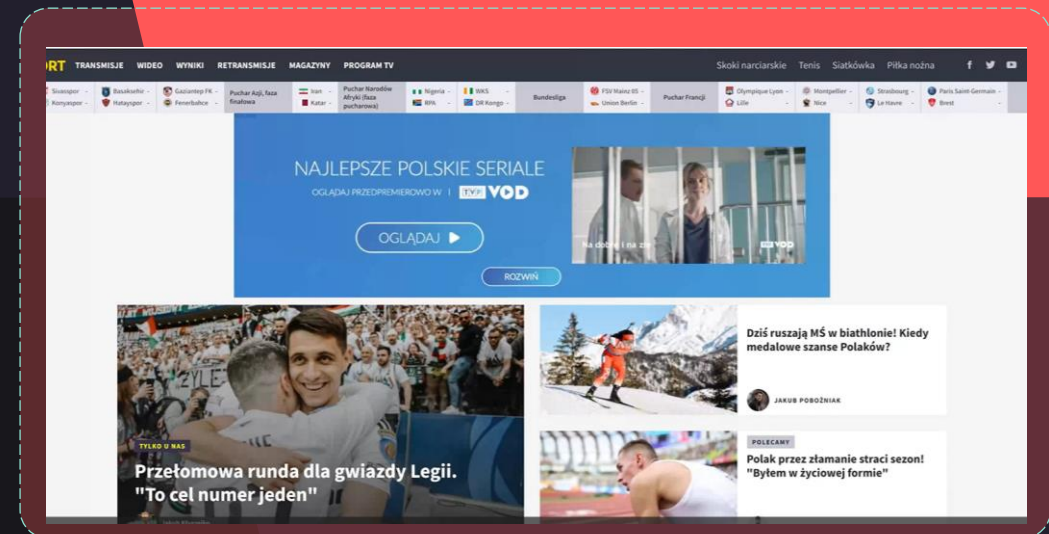 ORT TRANSMISJE WIDEO WYNIKI RETRANSMISJE MAGAZYNY PROGRAM TV Skoki narciarskie Tenis Siatkówka Piłka nożna
Sivasspor -
Konyaspor -
Basaksehir -
Hatayspor -
Gaziantep FK -
Fenerbahce -
Puchar Azji, faza
finałowa
Iran -
Katar -
Puchar Narodów
Afryki (faza
pucharowa)
Nigeria -
RPA -
WKS -
DR Kongo -
Bundesliga
FSV Mainz 05 -
Union Berlin -
Puchar Francji
Olympique Lyon -
Lille -
Montpellier -
Nice -
Strasbourg -
Le Havre -
Paris Saint-Germain -
Brest -
NAJLEPSZE POLSKIE SERIALE
OGLĄDAJ PRZEDPREMIEROWO W | TVP VOD
OGLĄDAJ
Na dobre i na złe
TVP VOD
ROZWIŃ
TYLKO U NAS
Przełomowa runda dla gwiazdy Legii.
"To cel numer jeden"
Dziś ruszają MŚ w biathlonie! Kiedy
medalowe szanse Polaków?
JAKUB POBOŻNIAK
POLECAMY
Polak przez złamanie straci sezon!
"Byłem w życiowej formie"